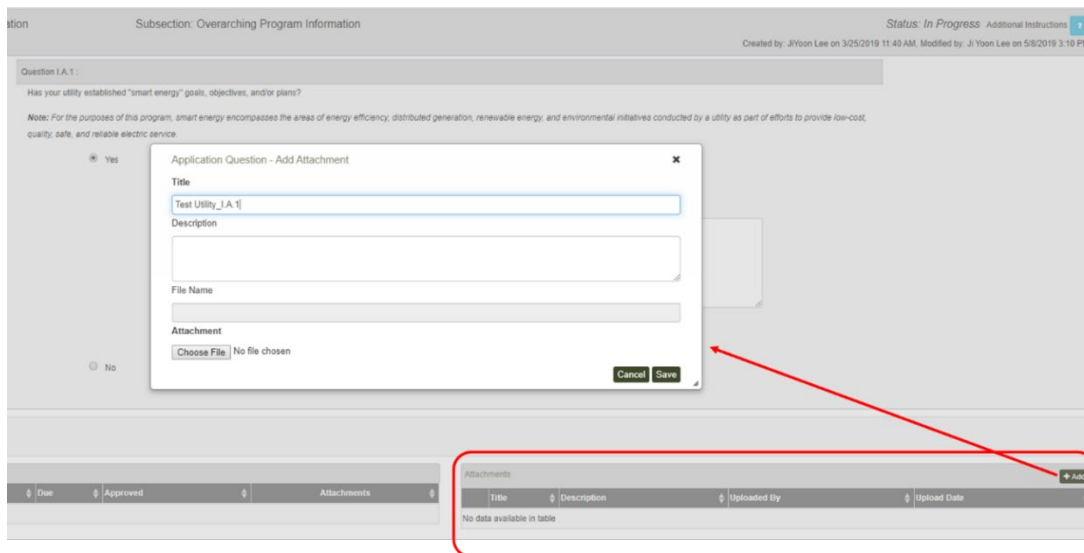 ation
Subsection: Overarching Program Information
Status: In Progress Additional Instructions ?
Created by: JiYoon Lee on 3/25/2019 11:40 AM, Modified by: Ji Yoon Lee on 5/8/2019 3:10 P
Question I.A.1 :
Has your utility established "smart energy" goals, objectives, and/or plans?
Note: For the purposes of this program, smart energy encompasses the areas of energy efficiency, distributed generation, renewable energy, and environmental initiatives conducted by a utility as part of efforts to provide low-cost,
quality, safe, and reliable electric service.
Yes
Application Question - Add Attachment
Title
Test Utility_I.A.1
Description
File Name
Attachment
Choose File No file chosen
Cancel Save
No
Attachments
+ Add
Due Approved Attachments
Title Description Uploaded By Upload Date
No data available in table